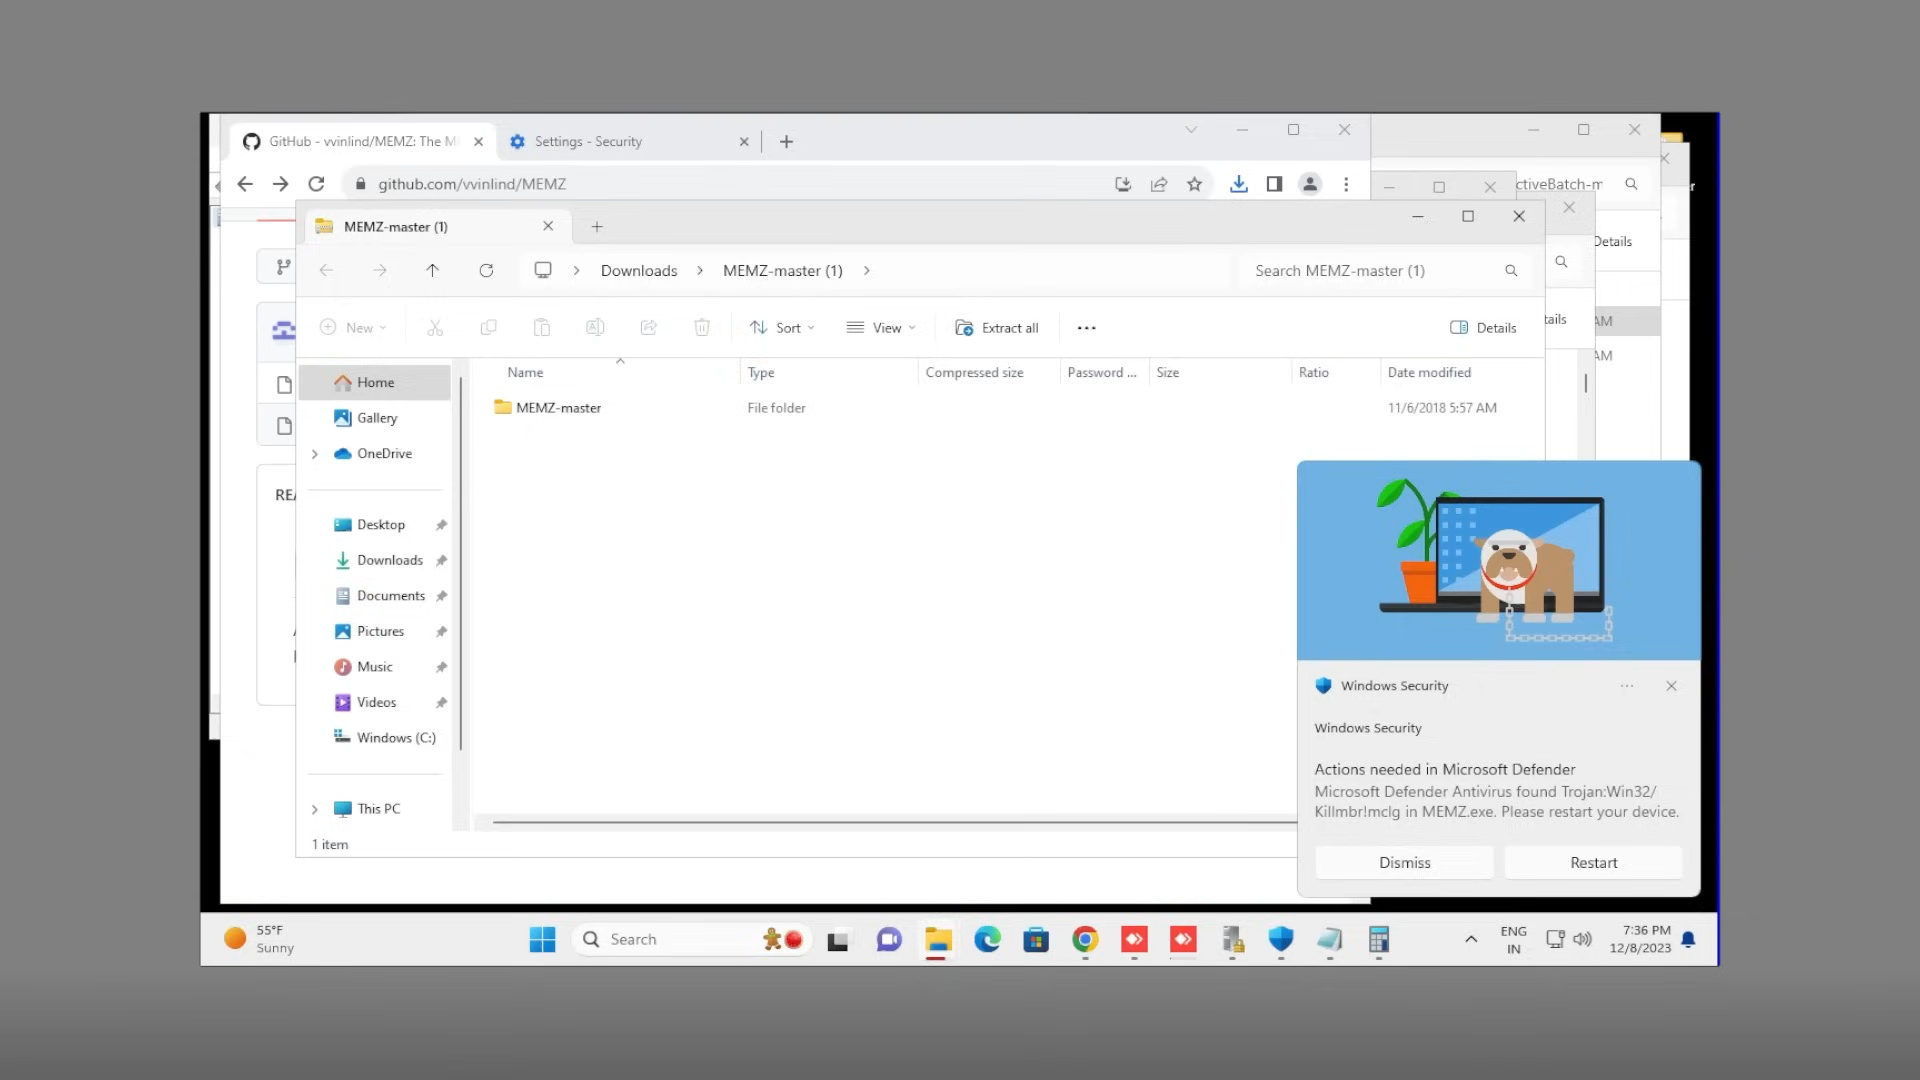 GitHub - vvinlind/MEMZ: The M
Settings - Security
github.com/vvinlind/MEMZ
ctiveBatch-m
MEMZ-master (1)
Details
Downloads > MEMZ-master (1) >
Search MEMZ-master (1)
New
Sort
View
Extract all
Details
tails
AM
AM
Name
Type
Compressed size
Password ...
Size
Ratio
Date modified
MEMZ-master
File folder
11/6/2018 5:57 AM
Home
Gallery
OneDrive
REA
Desktop
Downloads
Documents
Pictures
Music
Videos
Windows (C:)
This PC
1 item
Windows Security
Windows Security
Actions needed in Microsoft Defender
Microsoft Defender Antivirus found Trojan:Win32/
Killmbr!mclg in MEMZ.exe. Please restart your device.
Dismiss
Restart
55°F
Sunny
Search
ENG
IN
7:36 PM
12/8/2023